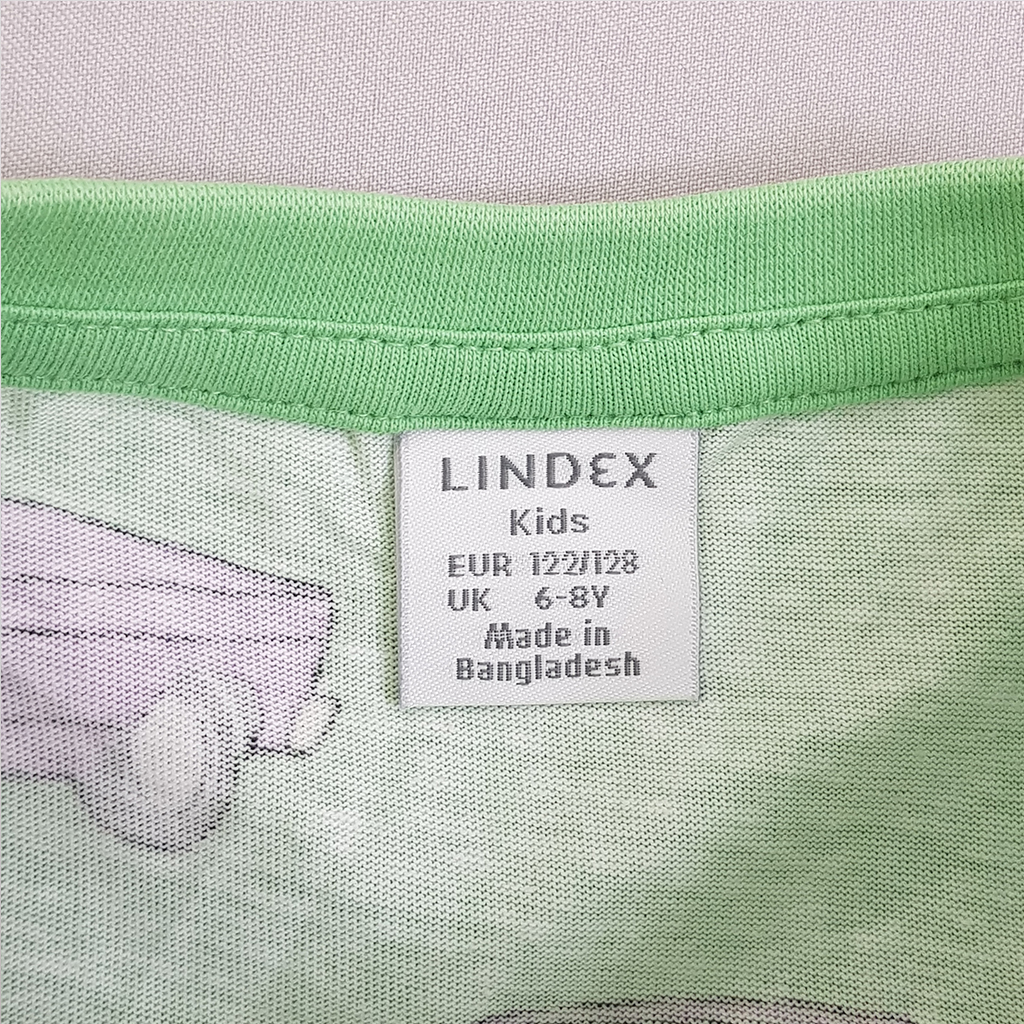 LINDEX
Kids
EUR 122/128
UK 6-8Y
Made in
Bangladesh